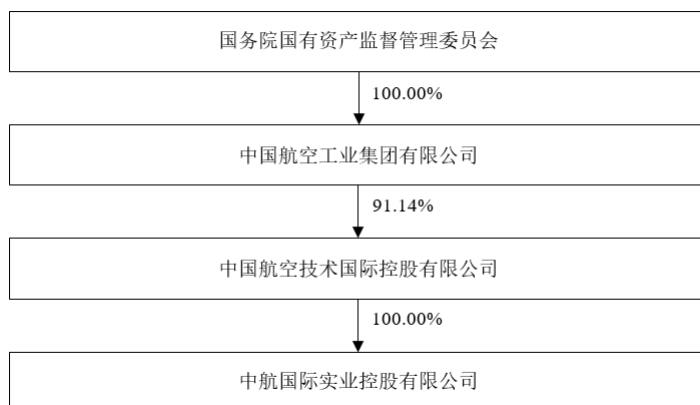 国务院国有资产监督管理委员会
100.00%
中国航空工业集团有限公司
91.14%
中国航空技术国际控股有限公司
100.00%
中航国际实业控股有限公司